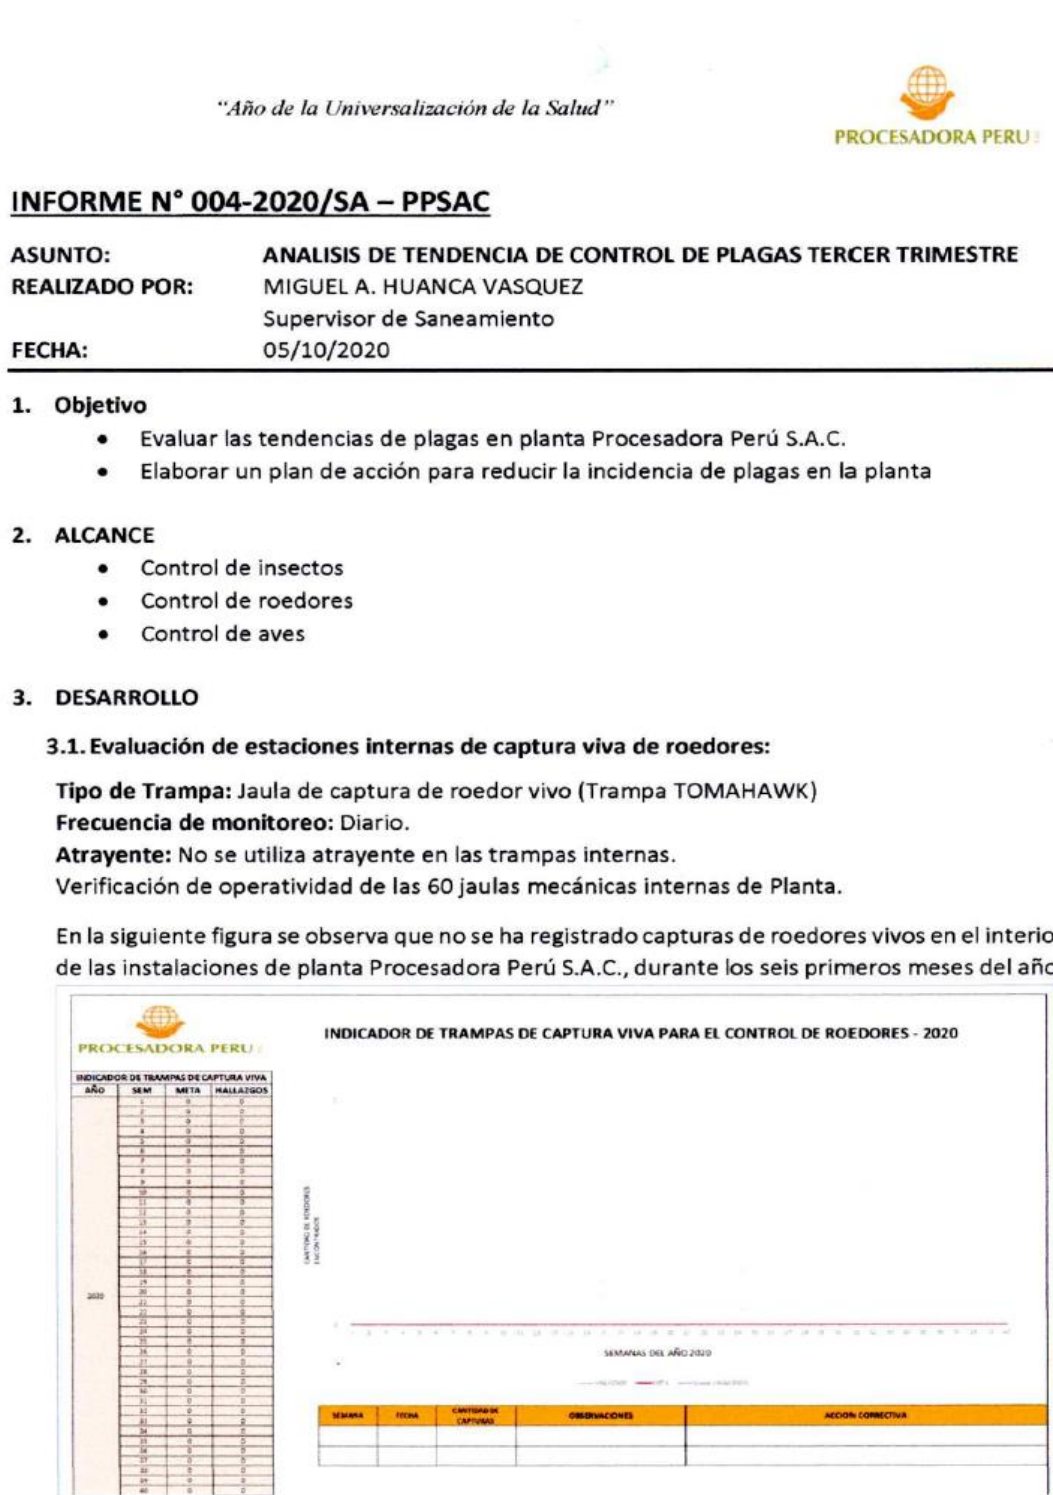 “Año de la Universalización de la Salud”
PROCESADORA PERU
INFORME N° 004-2020/SA – PPSAC
ASUNTO: ANALISIS DE TENDENCIA DE CONTROL DE PLAGAS TERCER TRIMESTRE
REALIZADO POR: MIGUEL A. HUANCA VASQUEZ
Supervisor de Saneamiento
FECHA: 05/10/2020
1. Objetivo
• Evaluar las tendencias de plagas en planta Procesadora Perú S.A.C.
• Elaborar un plan de acción para reducir la incidencia de plagas en la planta
2. ALCANCE
• Control de insectos
• Control de roedores
• Control de aves
3. DESARROLLO
3.1. Evaluación de estaciones internas de captura viva de roedores:
Tipo de Trampa: Jaula de captura de roedor vivo (Trampa TOMAHAWK)
Frecuencia de monitoreo: Diario.
Atrayente: No se utiliza atrayente en las trampas internas.
Verificación de operatividad de las 60 jaulas mecánicas internas de Planta.
En la siguiente figura se observa que no se ha registrado capturas de roedores vivos en el interio
de las instalaciones de planta Procesadora Perú S.A.C., durante los seis primeros meses del año
PROCESADORA PERU
INDICADOR DE TRAMPAS DE CAPTURA VIVA PARA EL CONTROL DE ROEDORES - 2020
INDICADOR DE TRAMPAS DE CAPTURA VIVA
AÑO SEM META HALLAZGOS
2020
CANTIDAD DE ROEDORES
ENCONTRADOS
SEMANAS DEL AÑO 2020
META
SEMANA FECHA CANTIDAD DE CAPTURAS OBSERVACIONES ACCION CORRECTIVA